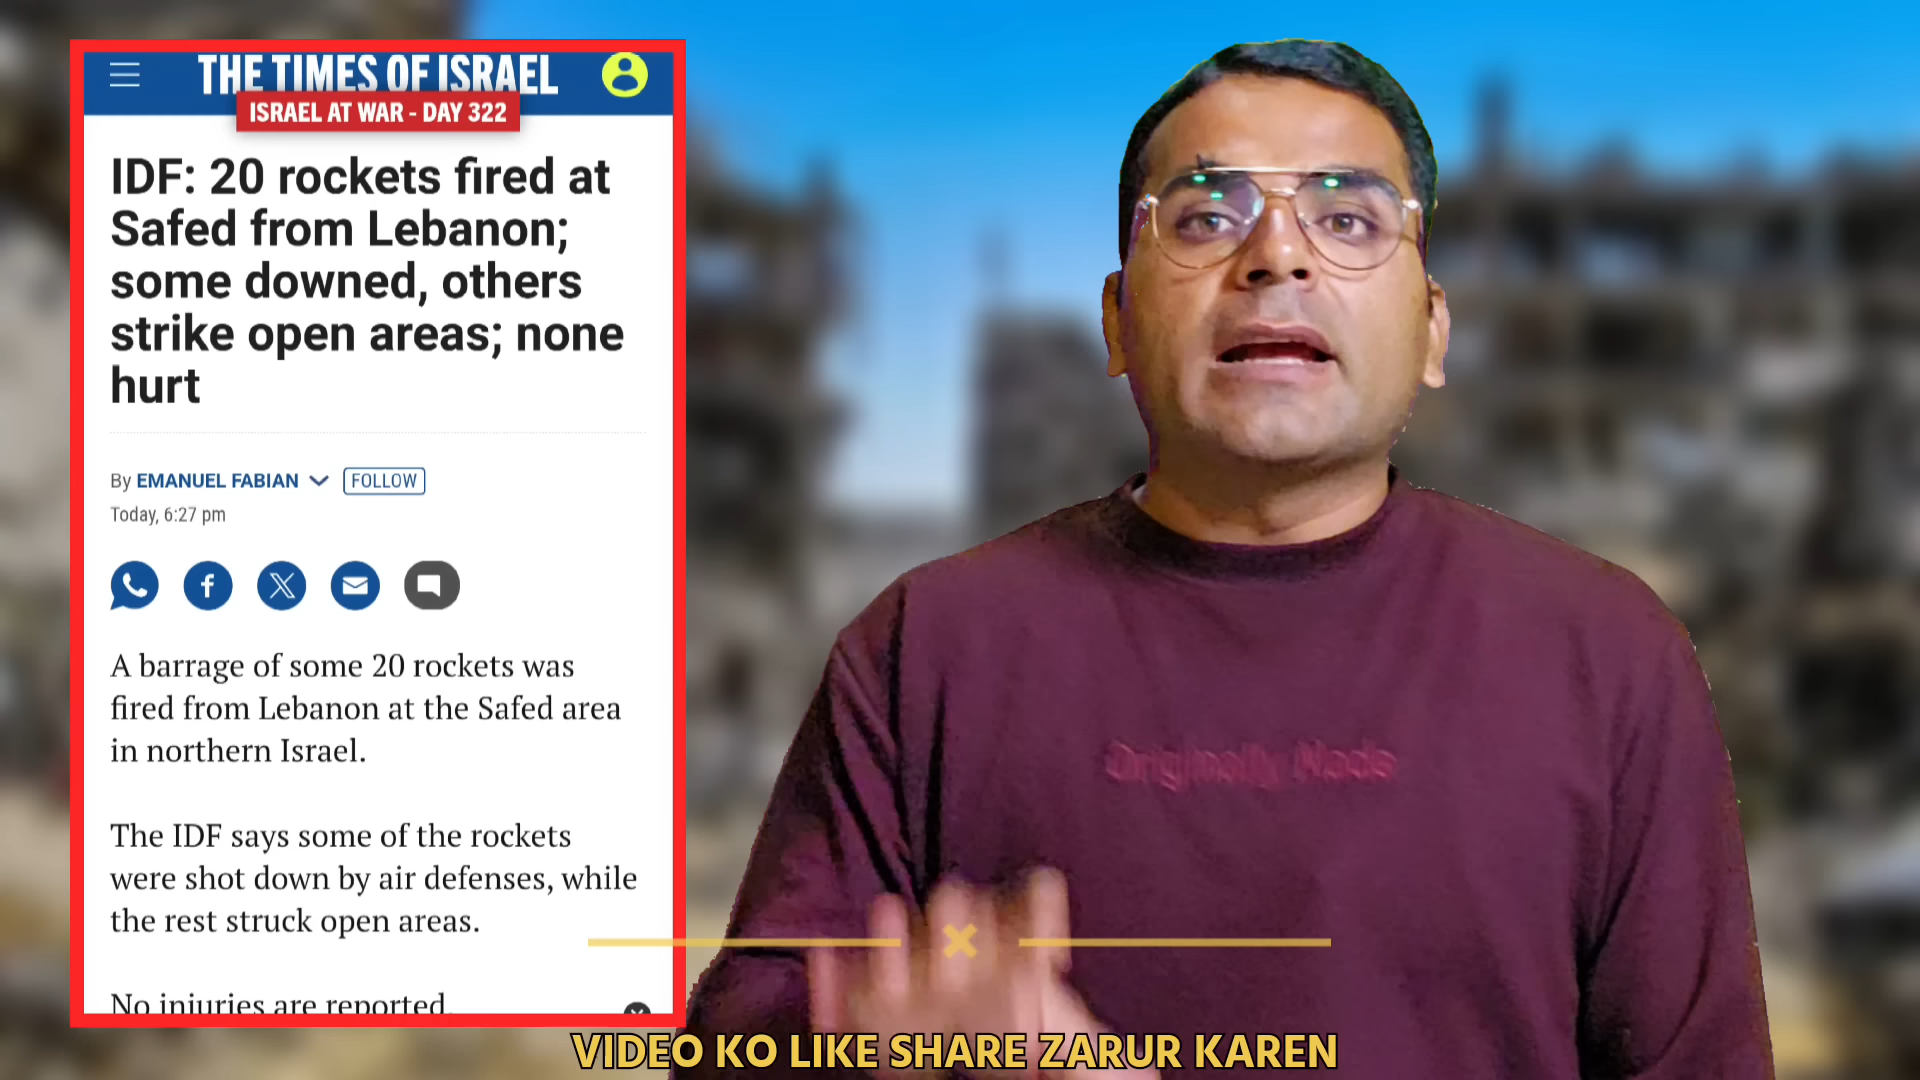 THE TIMES OF ISRAEL
ISRAEL AT WAR - DAY 322
IDF: 20 rockets fired at
Safed from Lebanon;
some downed, others
strike open areas; none
hurt
By EMANUEL FABIAN FOLLOW
Today, 6:27 pm
A barrage of some 20 rockets was
fired from Lebanon at the Safed area
in northern Israel.
The IDF says some of the rockets
were shot down by air defenses, while
the rest struck open areas.
No injuries are reported.
Originally Made
VIDEO KO LIKE SHARE ZARUR KAREN